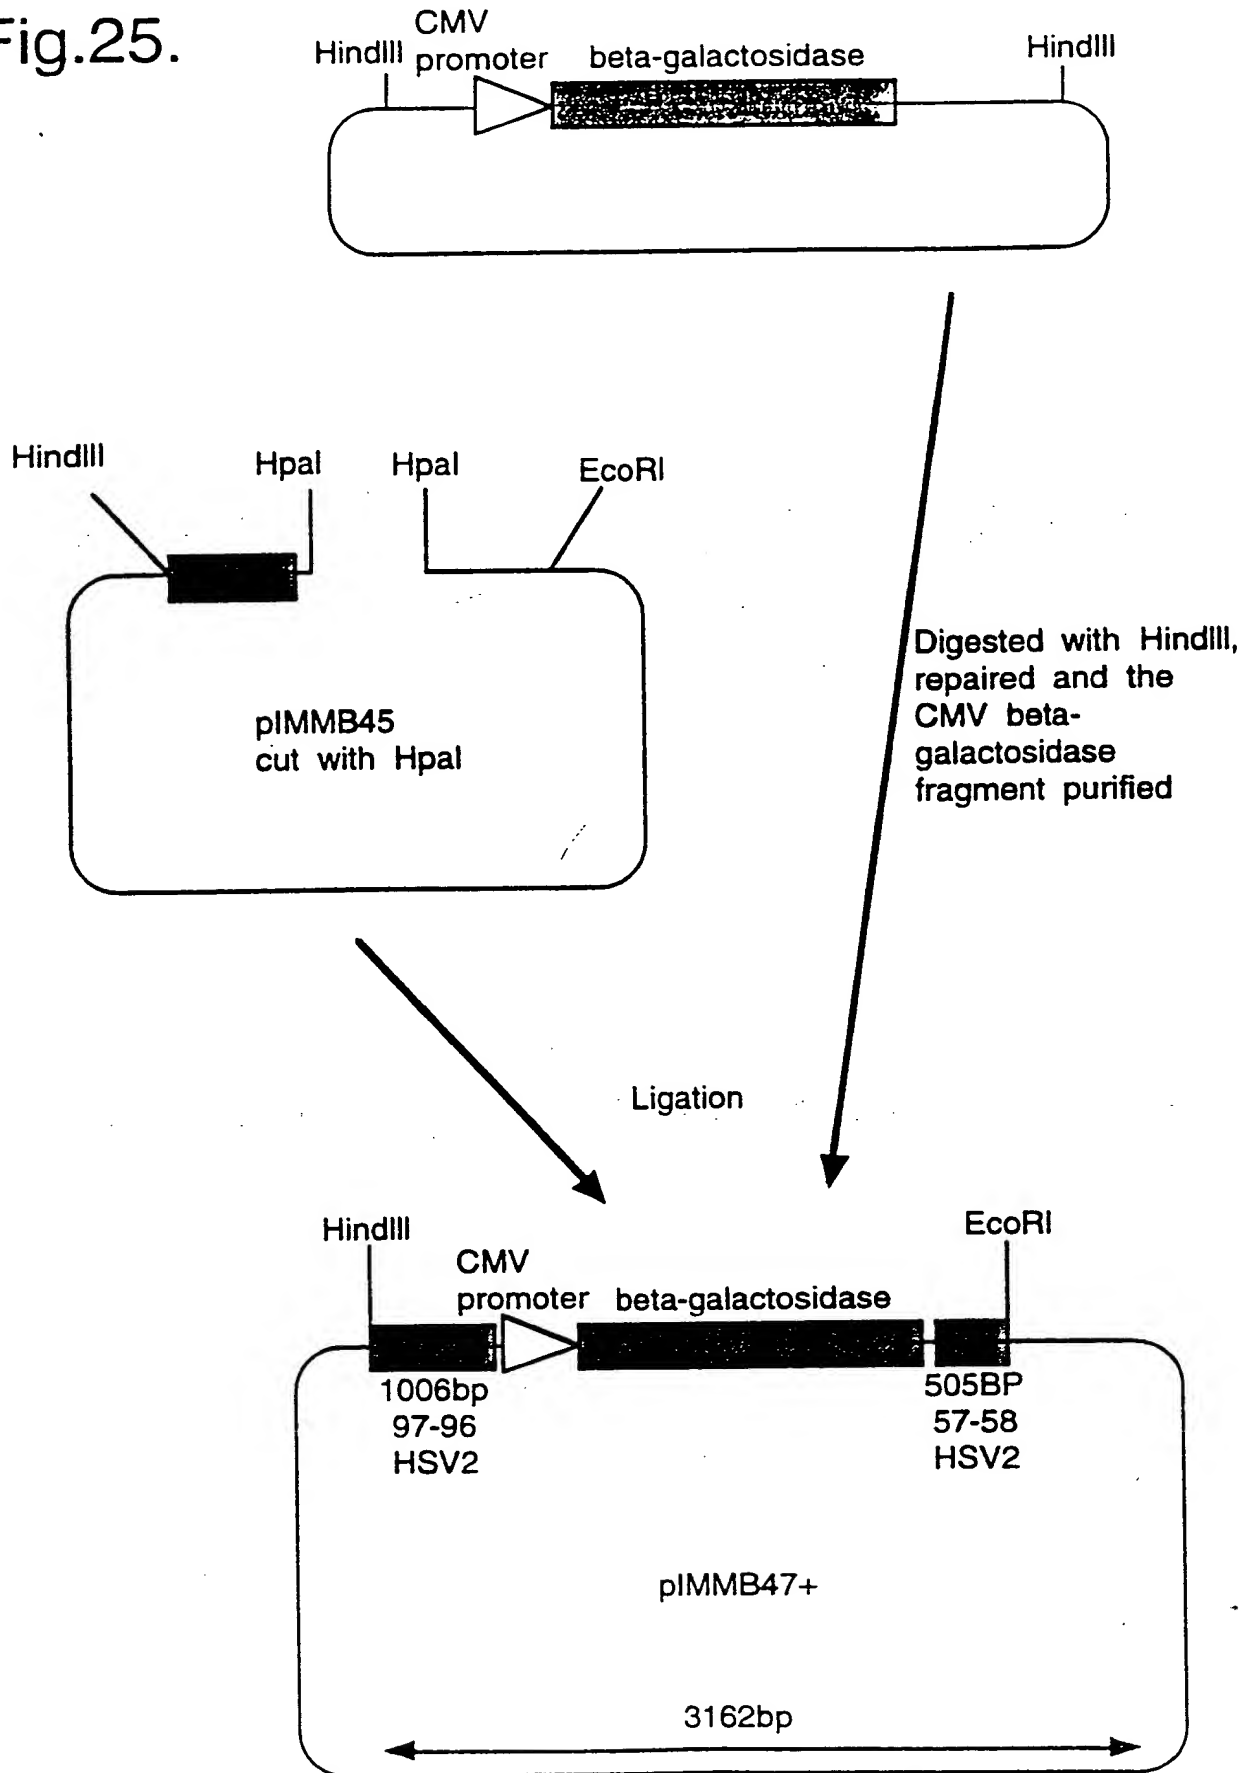 Fig.25.
HindIII
CMV
promoter
beta-galactosidase
HindIII
HindIII
HpaI
HpaI
EcoRI
pIMMB45
cut with HpaI
Digested with HindIII,
repaired and the
CMV beta-
galactosidase
fragment purified
Ligation
HindIII
CMV
promoter
beta-galactosidase
EcoRI
1006bp
97-96
HSV2
505BP
57-58
HSV2
pIMMB47+
3162bp